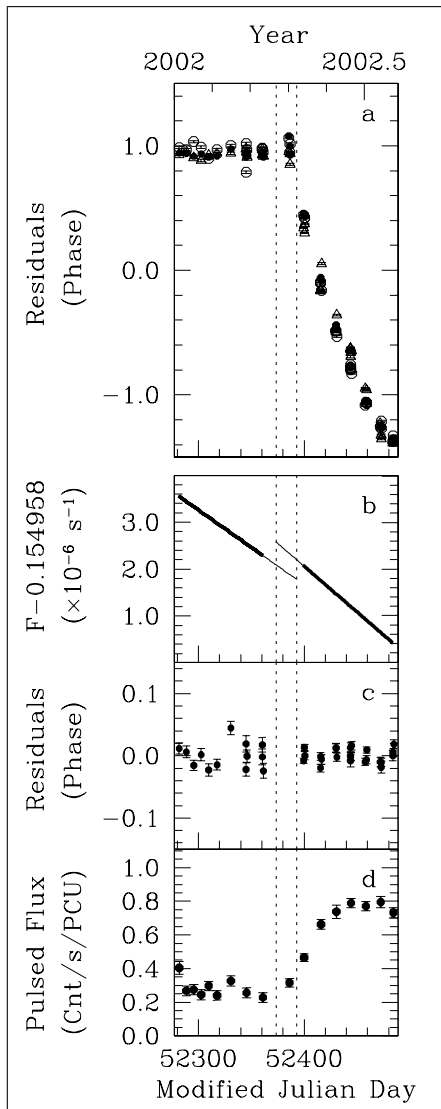 Year
2002 2002.5
a
1.0
0.0
−1.0
Residuals
(Phase)
b
3.0
2.0
1.0
F−0.154958
(×10⁻⁶ s⁻¹)
c
0.1
0.0
−0.1
Residuals
(Phase)
d
1.0
0.8
0.6
0.4
0.2
0.0
Pulsed Flux
(Cnt/s/PCU)
52300 52400
Modified Julian Day